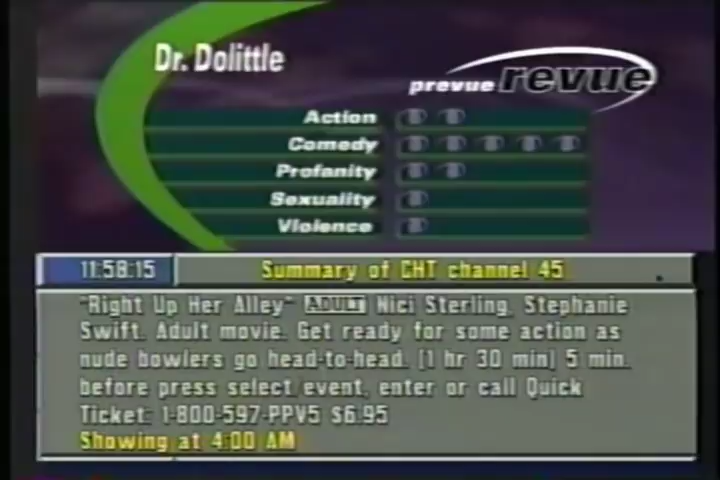 Dr. Dolittle
prevue revue
Action
Comedy
Profanity
Sexuality
Violence
11:58:15 Summary of CHT channel 45
"Right Up Her Alley" ADULT Nici Sterling, Stephanie
Swift. Adult movie. Get ready for some action as
nude bowlers go head-to-head. [1 hr 30 min] 5 min.
before press select/event, enter or call Quick
Ticket: 1-800-597-PPV5 $6.95
Showing at 4:00 AM